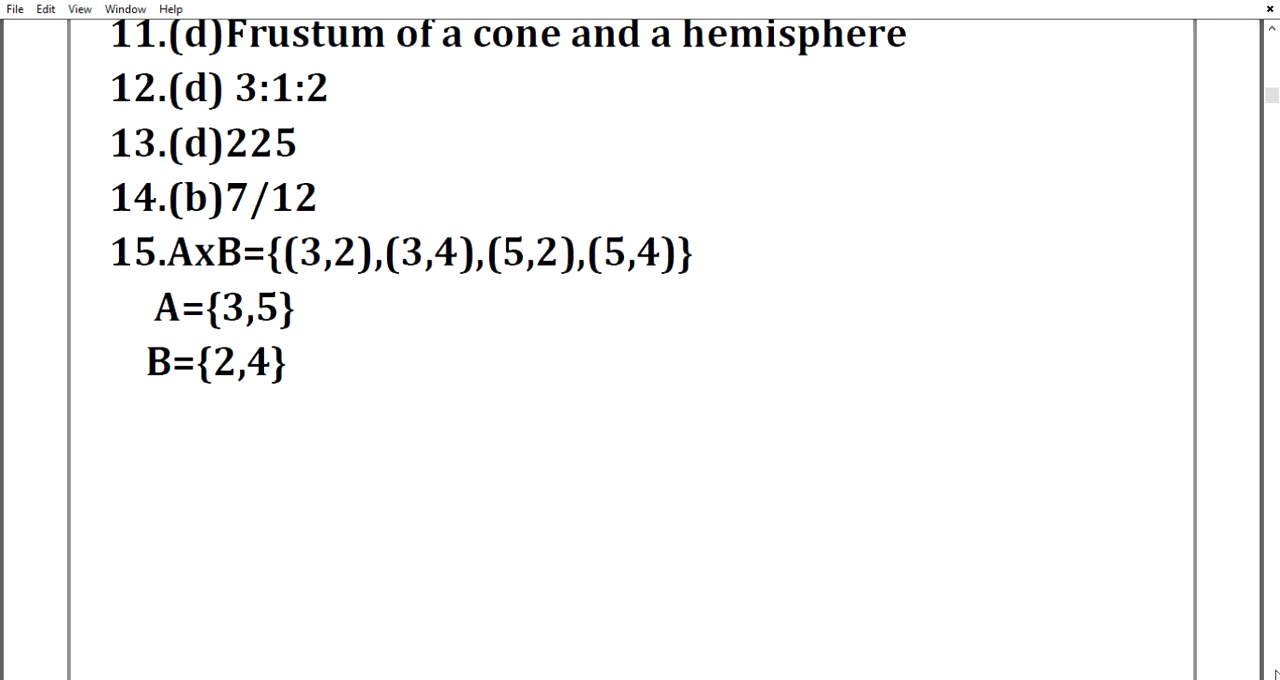 File Edit View Window Help
11.(d)Frustum of a cone and a hemisphere
12.(d) 3:1:2
13.(d)225
14.(b)7/12
15.AxB={(3,2),(3,4),(5,2),(5,4)}
A={3,5}
B={2,4}